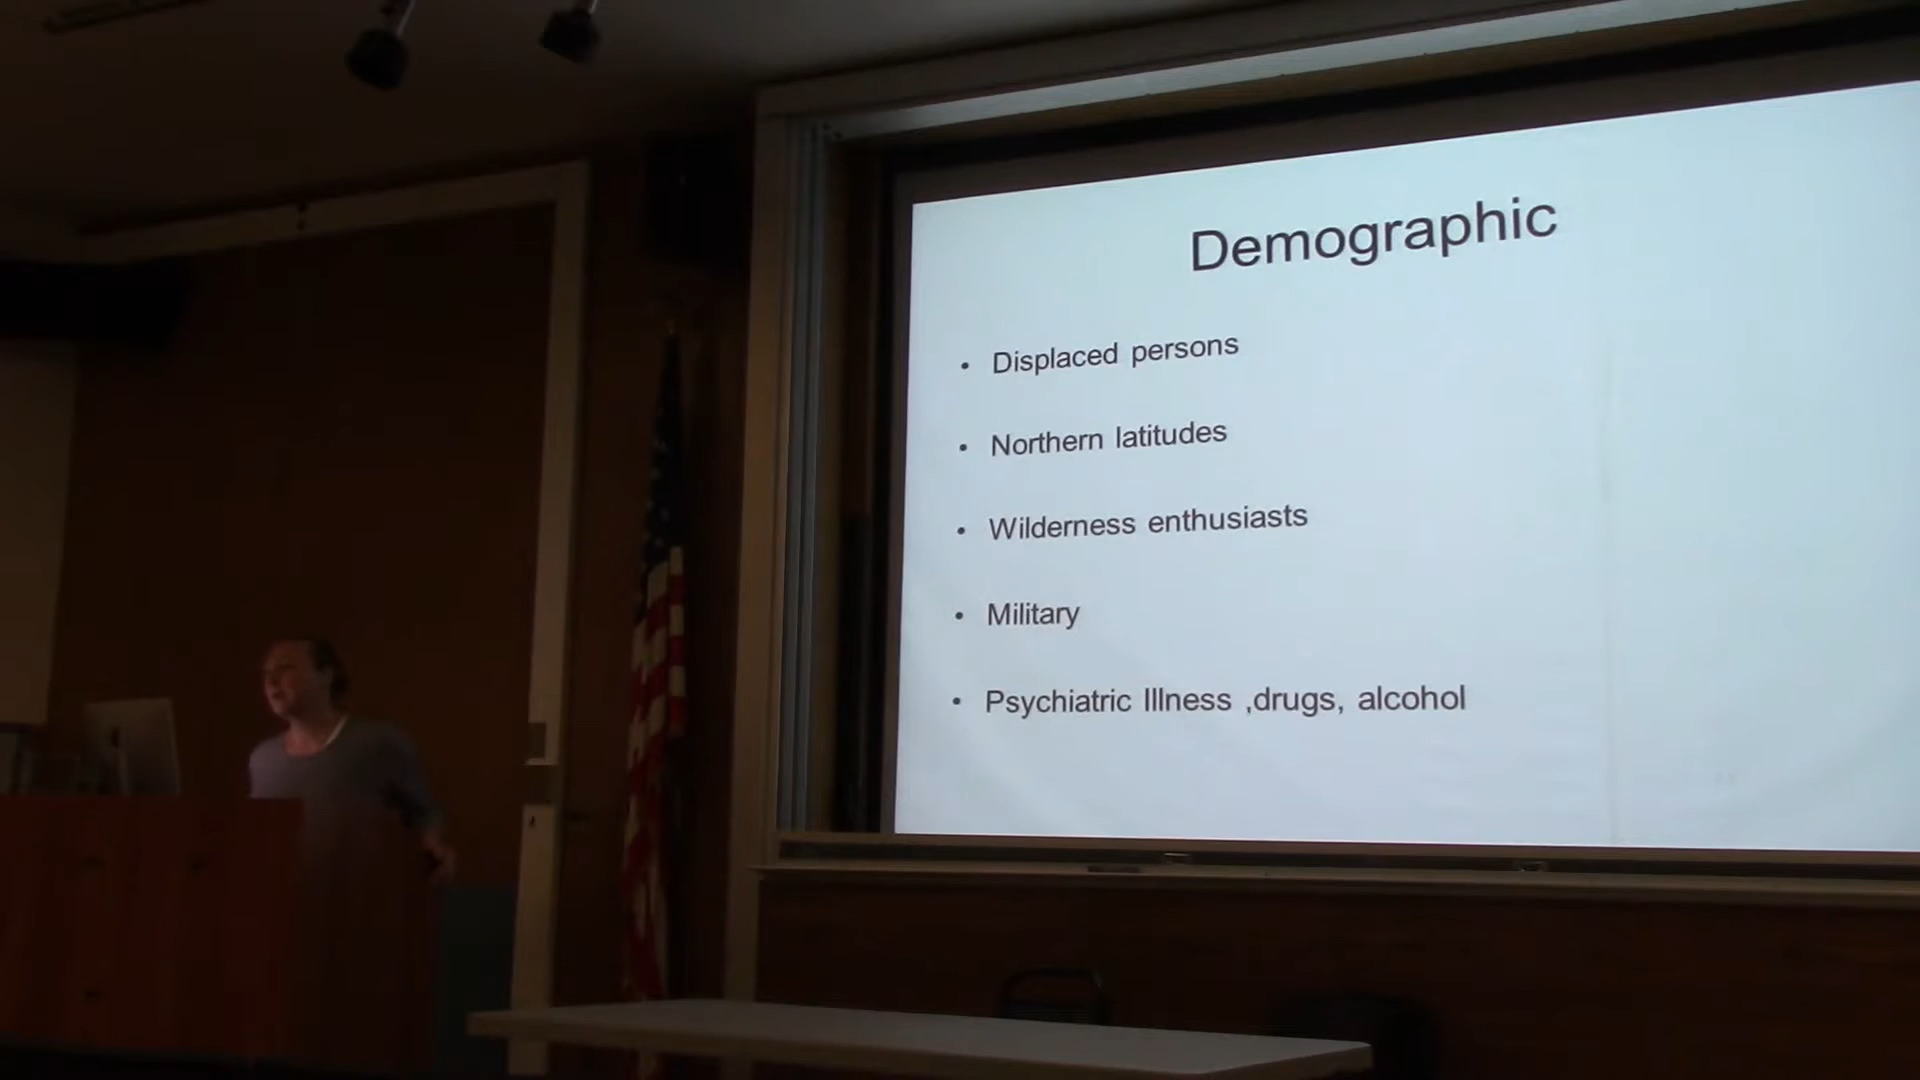 Demographic
• Displaced persons
• Northern latitudes
• Wilderness enthusiasts
• Military
• Psychiatric Illness ,drugs, alcohol